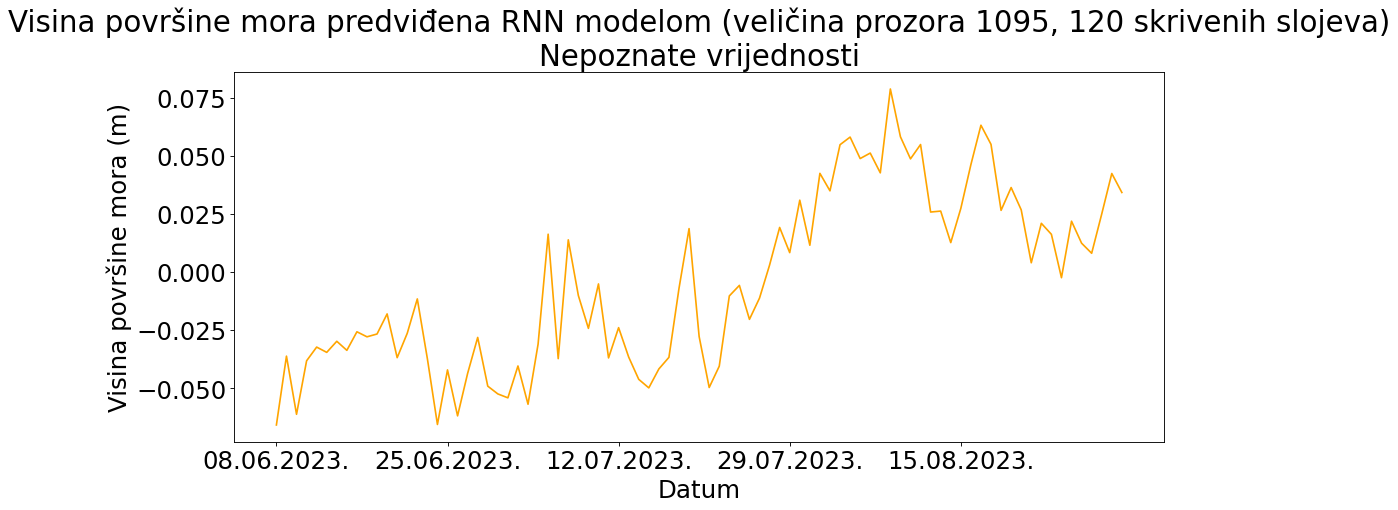 Visina površine mora predviđena RNN modelom (veličina prozora 1095, 120 skrivenih slojeva)
Nepoznate vrijednosti
Visina površine mora (m)
0.075
0.050
0.025
0.000
−0.025
−0.050
08.06.2023. 25.06.2023. 12.07.2023. 29.07.2023. 15.08.2023.
Datum